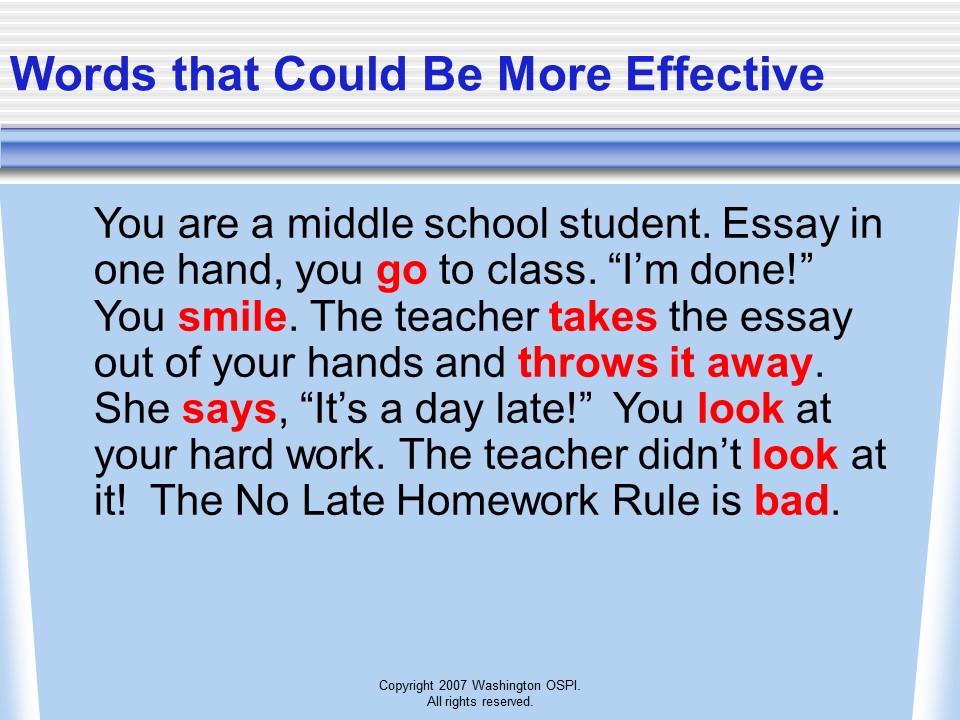 Words that Could Be More Effective
You are a middle school student. Essay in
one hand, you go to class. “I’m done!”
You smile. The teacher takes the essay
out of your hands and throws it away.
She says, “It’s a day late!”  You look at
your hard work. The teacher didn’t look at
it!  The No Late Homework Rule is bad.
Copyright 2007 Washington OSPI.
All rights reserved.